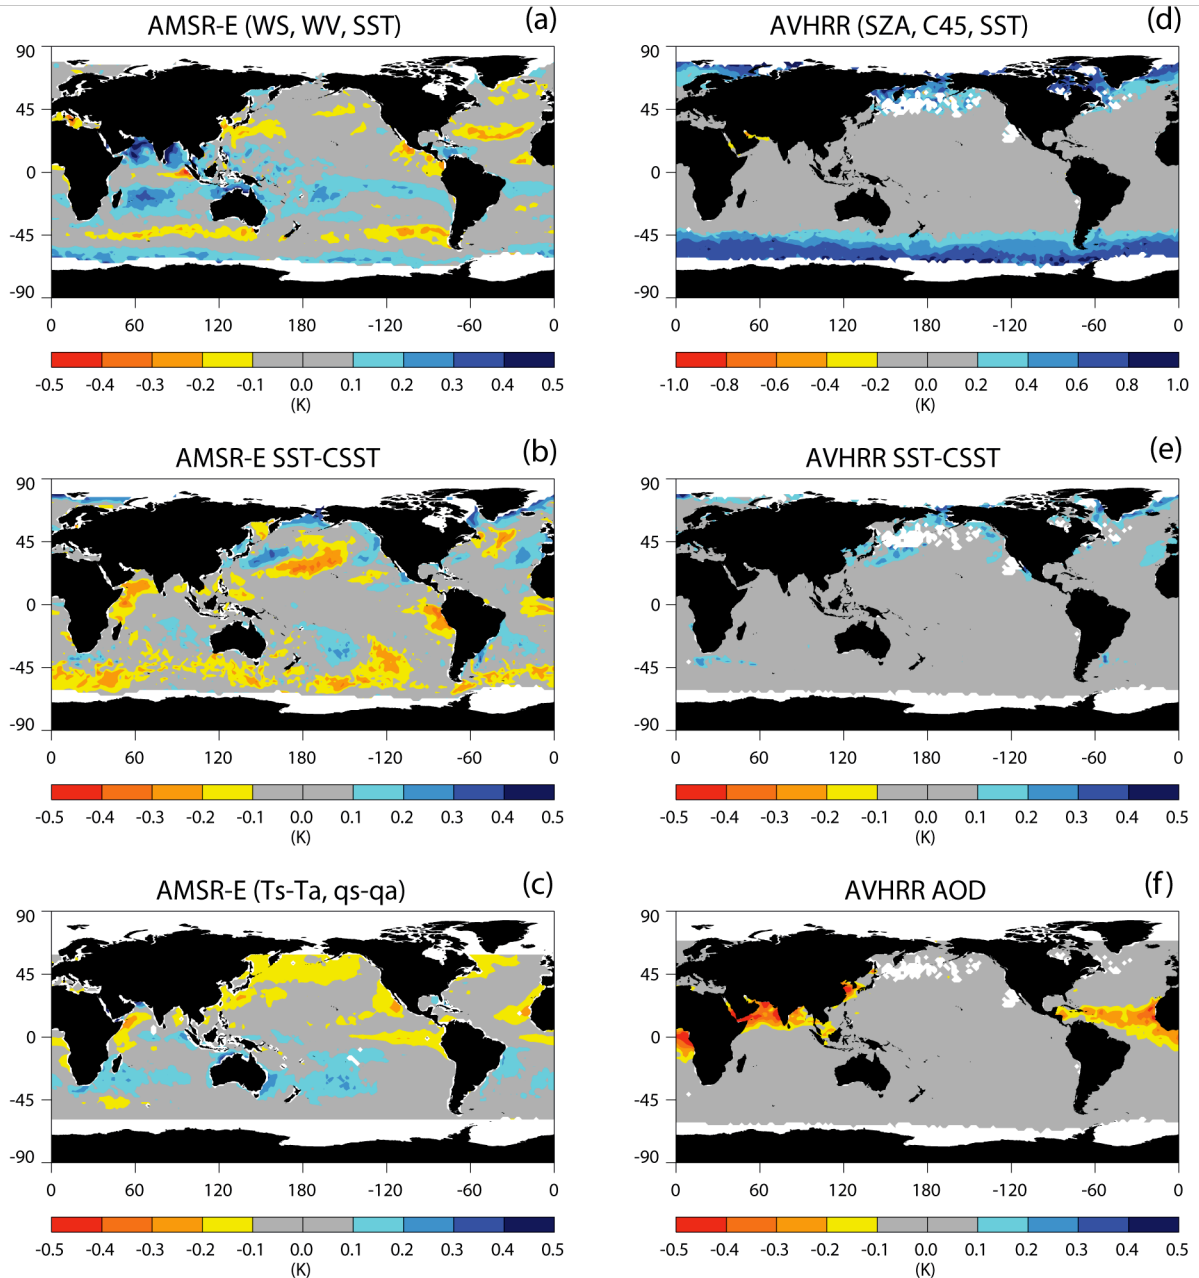 AMSR-E (WS, WV, SST) (a)
90
45
0
-45
-90
0 60 120 180 -120 -60 0
-0.5 -0.4 -0.3 -0.2 -0.1 0.0 0.1 0.2 0.3 0.4 0.5
(K)
AVHRR (SZA, C45, SST) (d)
90
45
0
-45
-90
0 60 120 180 -120 -60 0
-1.0 -0.8 -0.6 -0.4 -0.2 0.0 0.2 0.4 0.6 0.8 1.0
(K)
AMSR-E SST-CSST (b)
90
45
0
-45
-90
0 60 120 180 -120 -60 0
-0.5 -0.4 -0.3 -0.2 -0.1 0.0 0.1 0.2 0.3 0.4 0.5
(K)
AVHRR SST-CSST (e)
90
45
0
-45
-90
0 60 120 180 -120 -60 0
-0.5 -0.4 -0.3 -0.2 -0.1 0.0 0.1 0.2 0.3 0.4 0.5
(K)
AMSR-E (Ts-Ta, qs-qa) (c)
90
45
0
-45
-90
0 60 120 180 -120 -60 0
-0.5 -0.4 -0.3 -0.2 -0.1 0.0 0.1 0.2 0.3 0.4 0.5
(K)
AVHRR AOD (f)
90
45
0
-45
-90
0 60 120 180 -120 -60 0
-0.5 -0.4 -0.3 -0.2 -0.1 0.0 0.1 0.2 0.3 0.4 0.5
(K)